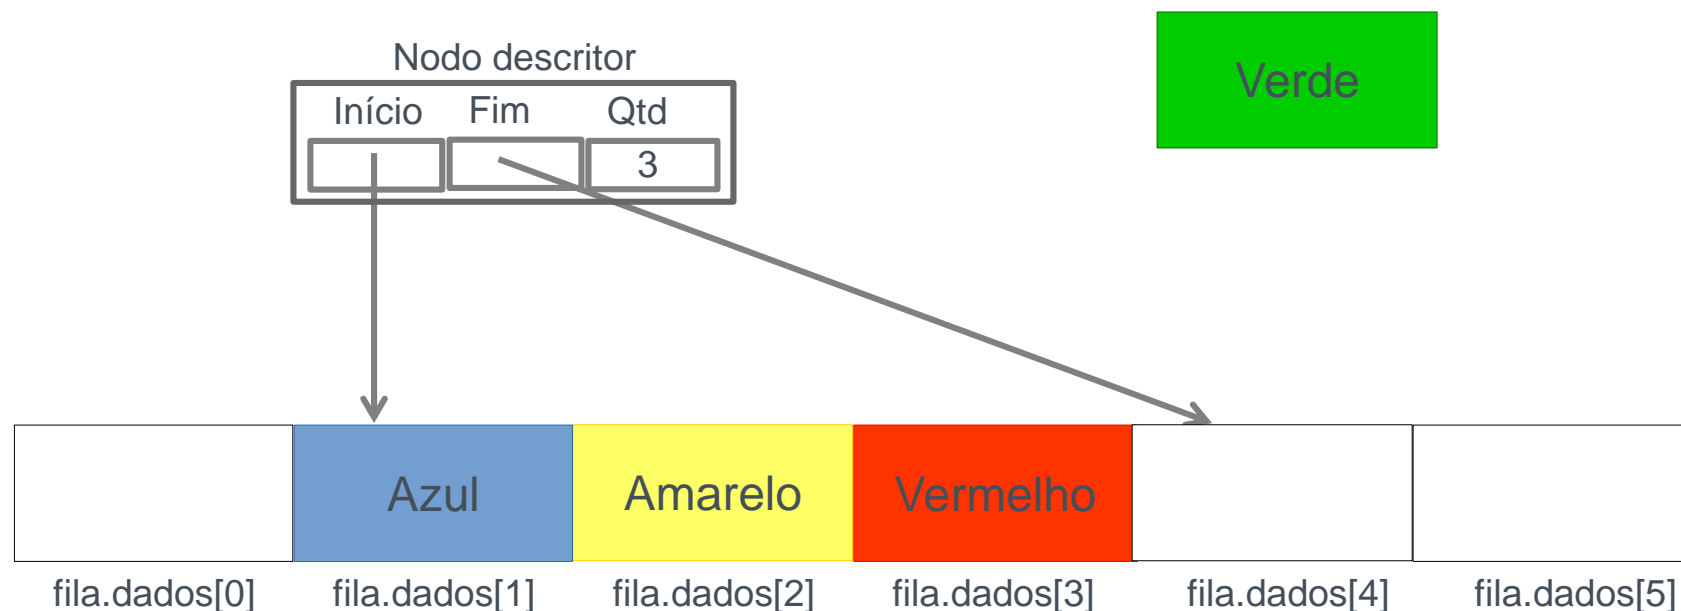 Nodo descritor
Verde
Início Fim Qtd
3
Azul Amarelo Vermelho
fila.dados[0] fila.dados[1] fila.dados[2] fila.dados[3] fila.dados[4] fila.dados[5]